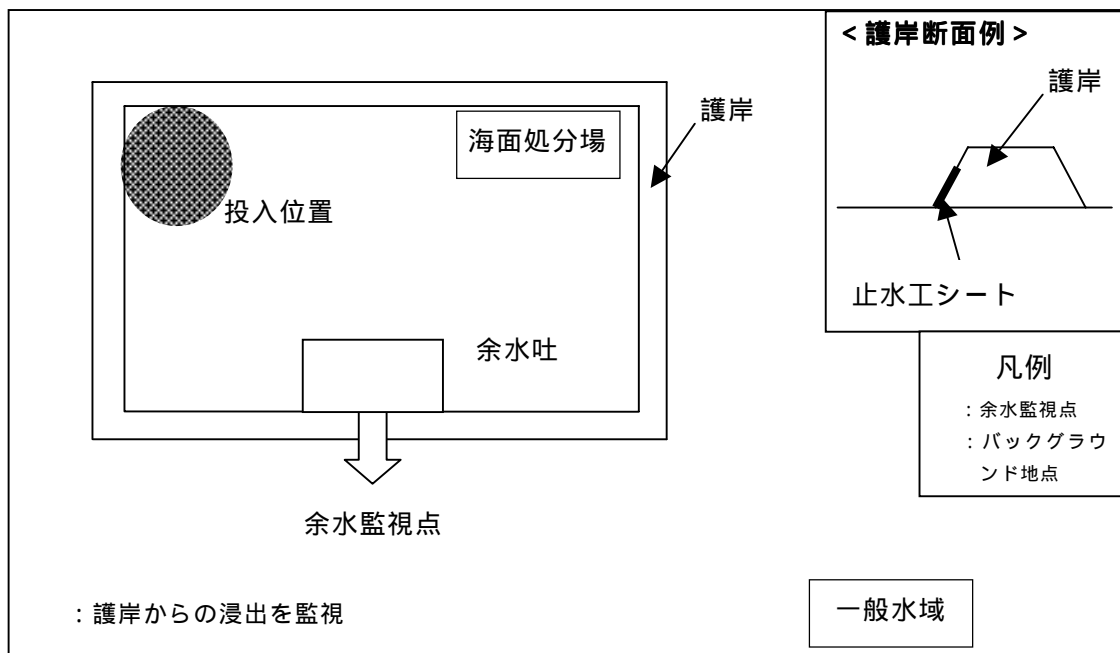 ＜護岸断面例＞
護岸
止水工シート
海面処分場
護岸
投入位置
余水吐
余水監視点
凡例
：余水監視点
：バックグラウ
ンド地点
：護岸からの浸出を監視
一般水域